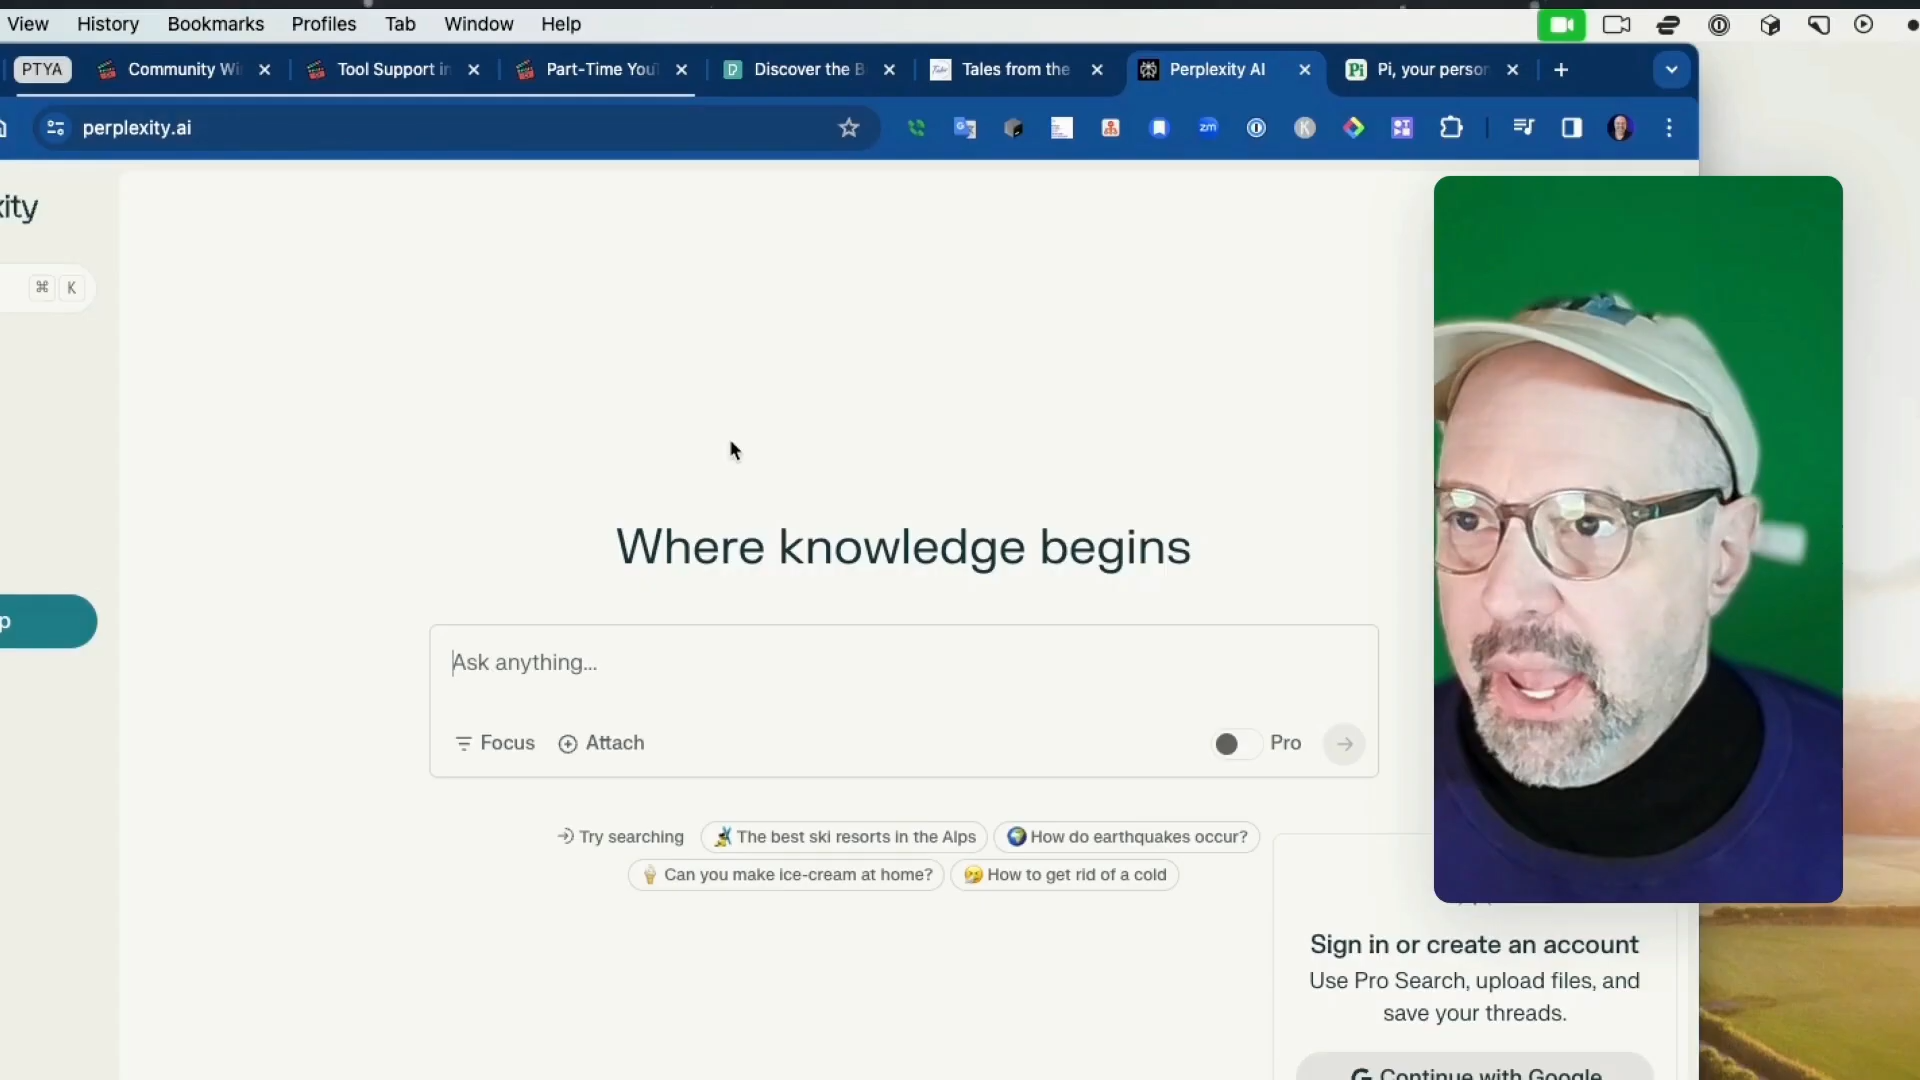 View History Bookmarks Profiles Tab Window Help
PTYA Community Wi Tool Support in Part-Time You Discover the B Tales from the Perplexity AI Pi, your person
perplexity.ai
zm
xity
⌘ K
Where knowledge begins
Ask anything...
p
Focus Attach Pro
Try searching The best ski resorts in the Alps How do earthquakes occur?
Can you make ice-cream at home? How to get rid of a cold
Sign in or create an account
Use Pro Search, upload files, and
save your threads.
Continue with Google